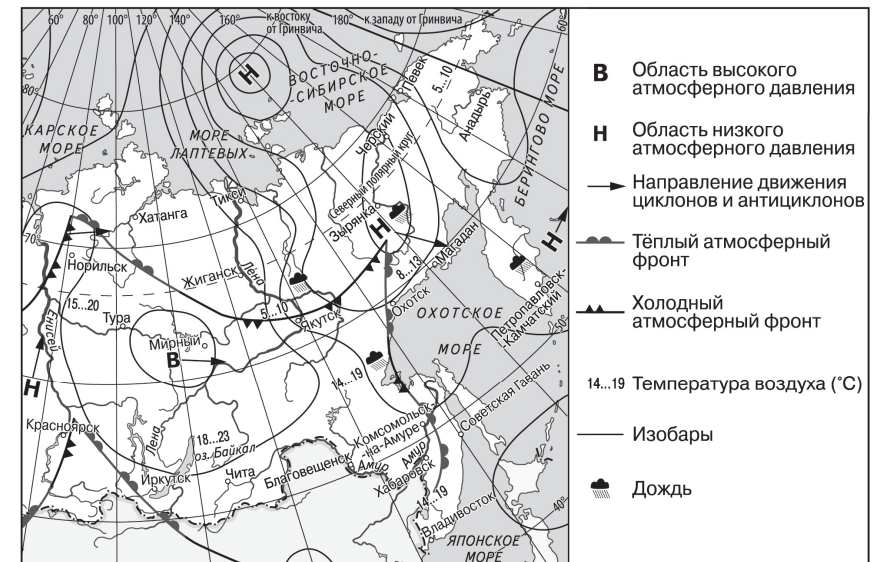 60° 80° 100° 120° 140° 160° к востоку от Гринвича 180° к западу от Гринвича 60°
80°
Н
ВОСТОЧНО-
-СИБИРСКОЕ
МОРЕ
Певек
5...10
Анадырь
КАРСКОЕ
МОРЕ
МОРЕ
ЛАПТЕВЫХ
Черский
Северный полярный круг
БЕРИНГОВО МОРЕ
Тикси
Хатанга
Зырянка
Н
Н
70°
Норильск
Жиганск
Лена
8...13
Магадан
15...20
Тура
5...10
Якутск
Охотск
ОХОТСКОЕ
МОРЕ
Петропавловск-
-Камчатский
50°
Енисей
Мирный
В
Н
14...19
Советская Гавань
Красноярск
Лена
18...23
оз. Байкал
Комсомольск-
-на-Амуре
Иркутск
Чита
Благовещенск
Амур
Амур
Хабаровск
14...19
Владивосток
40°
ЯПОНСКОЕ
МОРЕ
В Область высокого
атмосферного давления
Н Область низкого
атмосферного давления
Направление движения
циклонов и антициклонов
Тёплый атмосферный
фронт
Холодный
атмосферный фронт
14...19 Температура воздуха (°С)
Изобары
Дождь